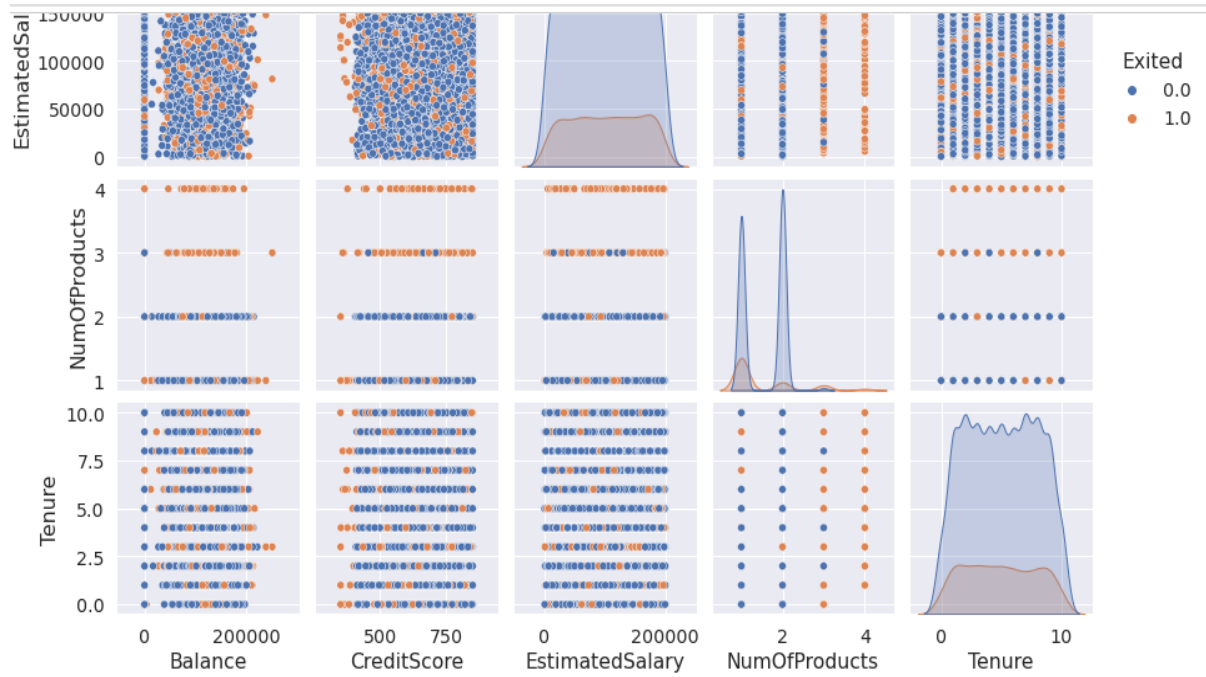 150000
100000
50000
0
EstimatedSal
Exited
0.0
1.0
4
3
2
1
NumOfProducts
10.0
7.5
5.0
2.5
0.0
Tenure
0 200000
500 750
0 200000
2 4
0 10
Balance
CreditScore
EstimatedSalary
NumOfProducts
Tenure